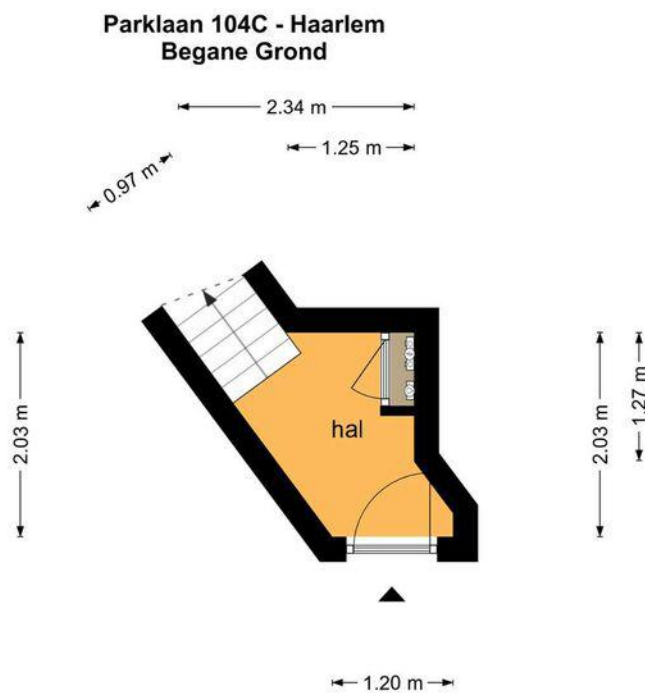 Parklaan 104C - Haarlem
Begane Grond
2.34 m
1.25 m
0.97 m
2.03 m
hal
2.03 m
1.27 m
1.20 m